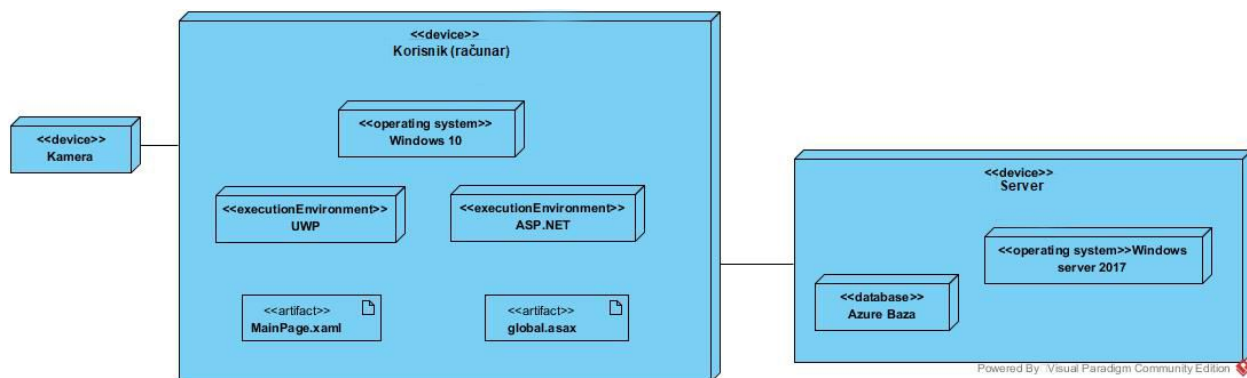 <<device>>
Kamera
<<device>>
Korisnik (računar)
<<operating system>>
Windows 10
<<executionEnvironment>>
UWP
<<executionEnvironment>>
ASP.NET
<<artifact>>
MainPage.xaml
<<artifact>>
global.asax
<<device>>
Server
<<operating system>>Windows
server 2017
<<database>>
Azure Baza
Powered By Visual Paradigm Community Edition